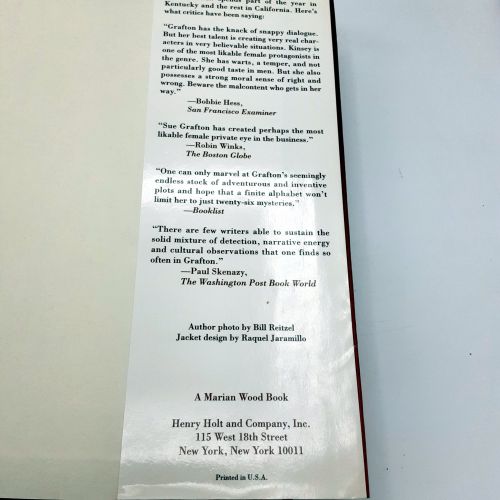 spends part of the year in
Kentucky and the rest in California. Here's
what critics have been saying:
"Grafton has the knack of snappy dialogue.
But her best talent is creating very real char-
acters in very believable situations. Kinsey is
one of the most likable female protagonists in
the genre. She has warts, a temper, and not
particularly good taste in men. But she also
possesses a strong moral sense of right and
wrong. Beware the malcontent who gets in her
way."
—Bobbie Hess,
San Francisco Examiner
"Sue Grafton has created perhaps the most
likable female private eye in the business."
—Robin Winks,
The Boston Globe
"One can only marvel at Grafton's seemingly
endless stock of adventurous and inventive
plots and hope that a finite alphabet won't
limit her to just twenty-six mysteries."
—Booklist
"There are few writers able to sustain the
solid mixture of detection, narrative energy
and cultural observations that one finds so
often in Grafton."
—Paul Skenazy,
The Washington Post Book World
Author photo by Bill Reitzel
Jacket design by Raquel Jaramillo
A Marian Wood Book
Henry Holt and Company, Inc.
115 West 18th Street
New York, New York 10011
Printed in U.S.A.